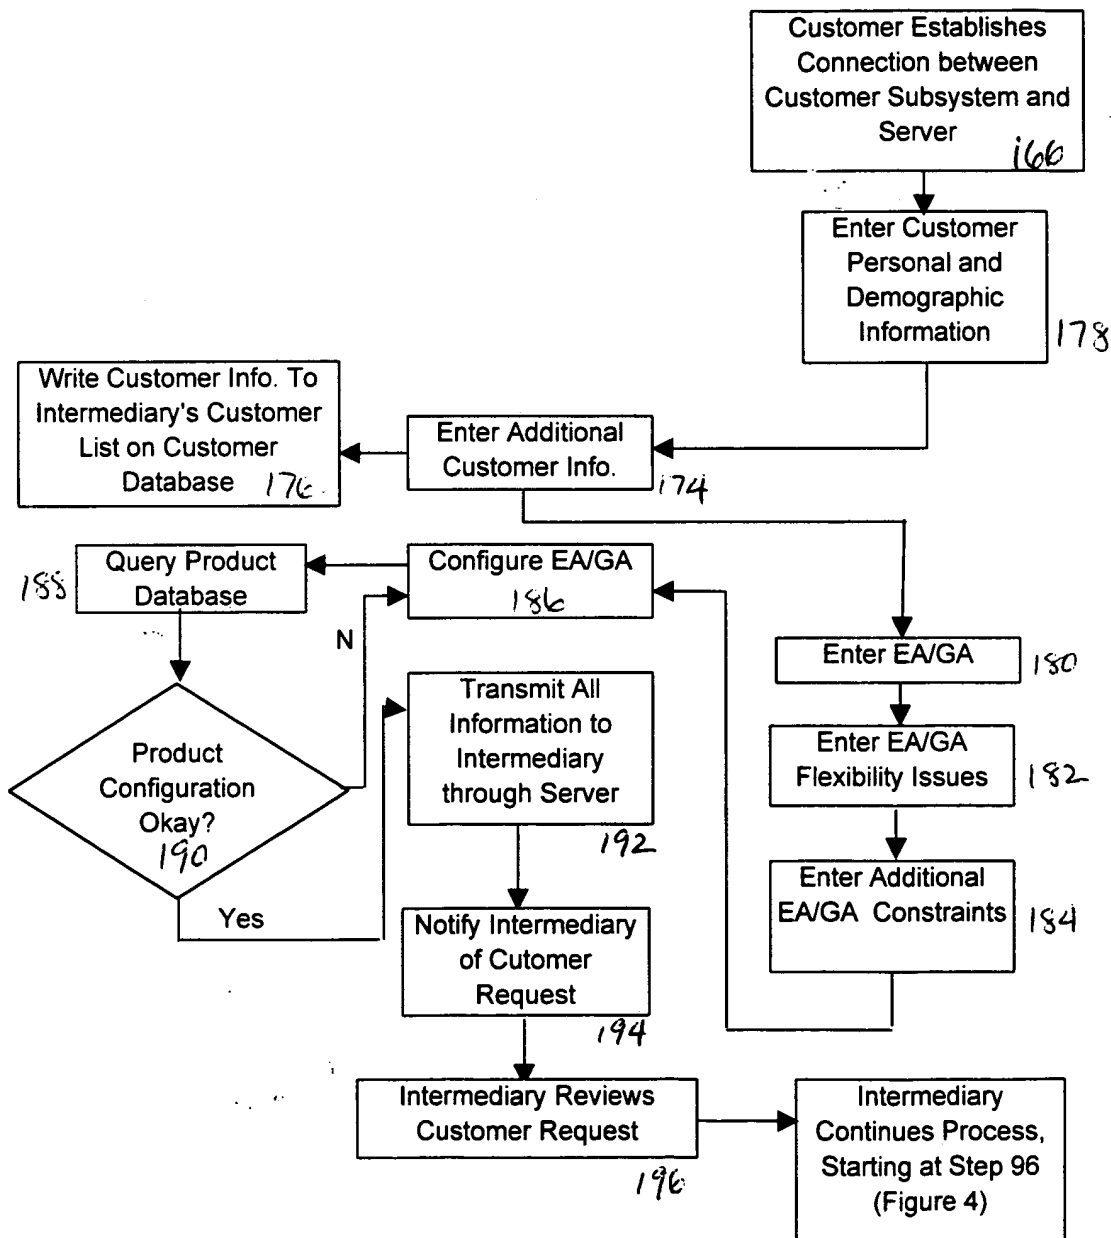 Customer Establishes
Connection between
Customer Subsystem and
Server
166
Enter Customer
Personal and
Demographic
Information
178
Write Customer Info. To
Intermediary's Customer
List on Customer
Database 176
Enter Additional
Customer Info.
174
Query Product
Database
188
Configure EA/GA
186
N
Enter EA/GA
180
Transmit All
Information to
Intermediary
through Server
192
Enter EA/GA
Flexibility Issues
182
Product
Configuration
Okay?
190
Yes
Enter Additional
EA/GA Constraints
184
Notify Intermediary
of Cutomer
Request
194
Intermediary Reviews
Customer Request
196
Intermediary
Continues Process,
Starting at Step 96
(Figure 4)